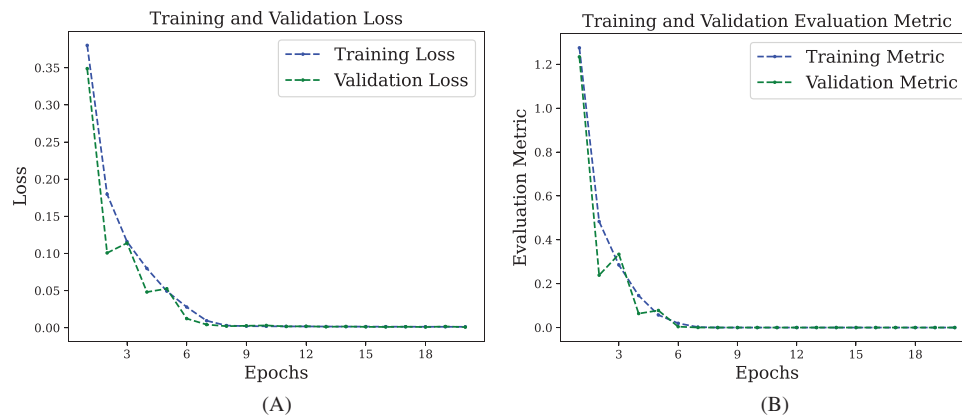 Training and Validation Loss
Training Loss
Validation Loss
0.35
0.30
0.25
0.20
0.15
0.10
0.05
0.00
Loss
3
6
9
12
15
18
Epochs
(A)
Training and Validation Evaluation Metric
Training Metric
Validation Metric
1.2
1.0
0.8
0.6
0.4
0.2
0.0
Evaluation Metric
3
6
9
12
15
18
Epochs
(B)